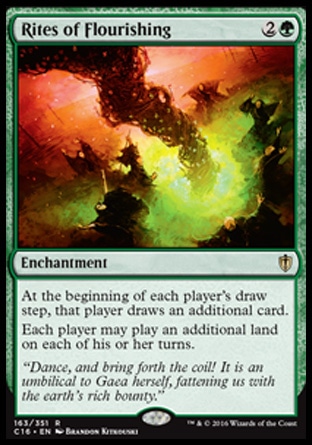 Rites of Flourishing 2
Enchantment
At the beginning of each player's draw
step, that player draws an additional card.
Each player may play an additional land
on each of his or her turns.
"Dance, and bring forth the coil! It is an
umbilical to Gaea herself, fattening us with
the earth's rich bounty."
163/351 R
C16 • EN Brandon Kitkouski ™ & © 2016 Wizards of the Coast